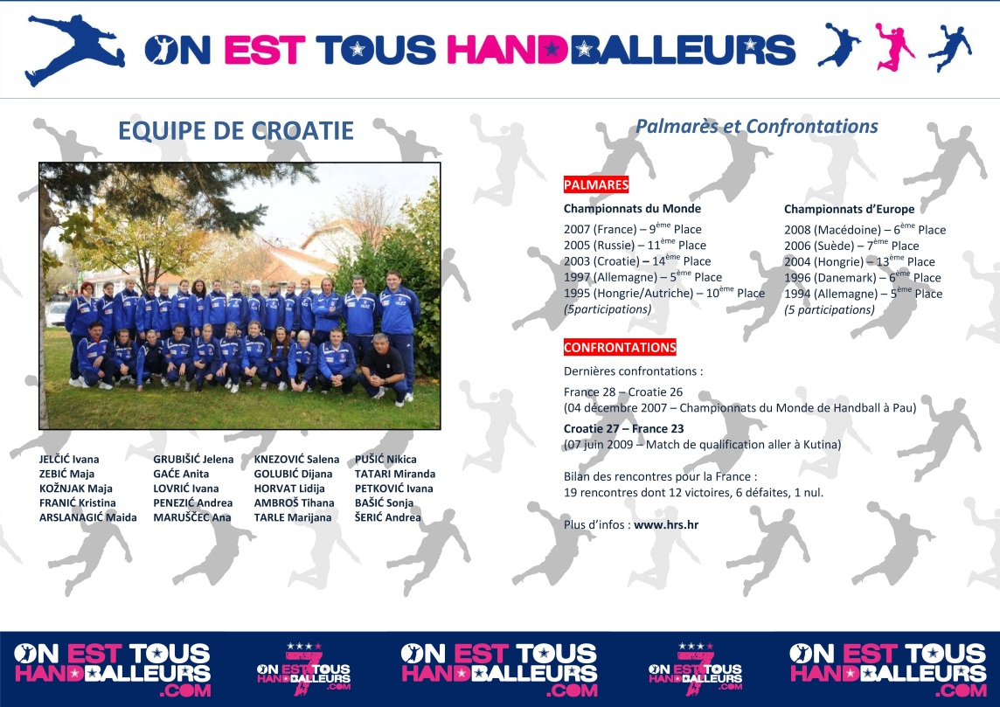 ON EST TOUS HANDBALLEURS
EQUIPE DE CROATIE
JELČIĆ Ivana
ZEBIĆ Maja
KOŽNJAK Maja
FRANIĆ Kristina
ARSLANAGIĆ Maida
GRUBIŠIĆ Jelena
GAĆE Anita
LOVRIĆ Ivana
PENEZIĆ Andrea
MARUŠČEC Ana
KNEZOVIĆ Salena
GOLUBIĆ Dijana
HORVAT Lidija
AMBROŠ Tihana
TARLE Marijana
PUŠIĆ Nikica
TATARI Miranda
PETKOVIĆ Ivana
BAŠIĆ Sonja
ŠERIĆ Andrea
Palmarès et Confrontations
PALMARES
Championnats du Monde
2007 (France) – 9ème Place
2005 (Russie) – 11ème Place
2003 (Croatie) – 14ème Place
1997 (Allemagne) – 5ème Place
1995 (Hongrie/Autriche) – 10ème Place
(5participations)
Championnats d’Europe
2008 (Macédoine) – 6ème Place
2006 (Suède) – 7ème Place
2004 (Hongrie) – 13ème Place
1996 (Danemark) – 6ème Place
1994 (Allemagne) – 5ème Place
(5 participations)
CONFRONTATIONS
Dernières confrontations :
France 28 – Croatie 26
(04 décembre 2007 – Championnats du Monde de Handball à Pau)
Croatie 27 – France 23
(07 juin 2009 – Match de qualification aller à Kutina)
Bilan des rencontres pour la France :
19 rencontres dont 12 victoires, 6 défaites, 1 nul.
Plus d’infos : www.hrs.hr
ON EST TOUS
HANDBALLEURS
.COM
7
ON EST TOUS
HANDBALLEURS
.COM
ON EST TOUS
HANDBALLEURS
.COM
7
ON EST TOUS
HANDBALLEURS
.COM
ON EST TOUS
HANDBALLEURS
.COM